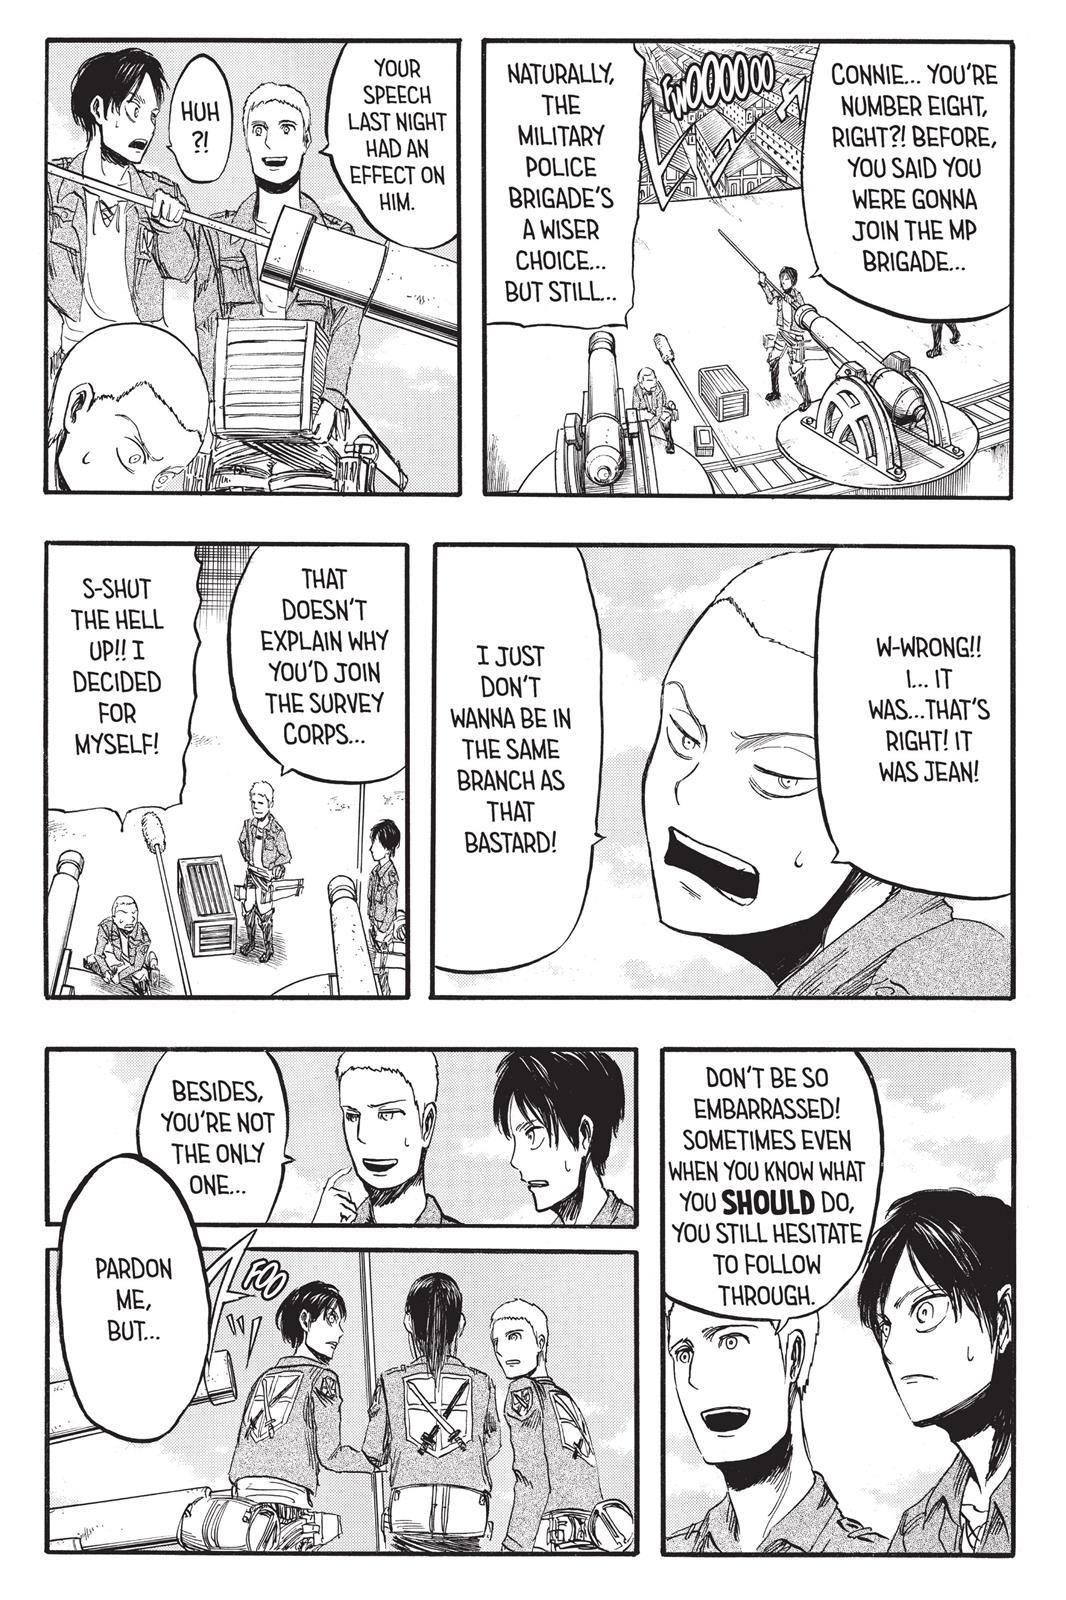 CONNIE... YOU'RE
NUMBER EIGHT,
RIGHT?! BEFORE,
YOU SAID YOU
WERE GONNA
JOIN THE MP
BRIGADE...
FWOOOOOO
NATURALLY,
THE
MILITARY
POLICE
BRIGADE'S
A WISER
CHOICE...
BUT STILL...
YOUR
SPEECH
LAST NIGHT
HAD AN
EFFECT ON
HIM.
HUH
?!
W-WRONG!!
I... IT
WAS...THAT'S
RIGHT! IT
WAS JEAN!
I JUST
DON'T
WANNA BE IN
THE SAME
BRANCH AS
THAT
BASTARD!
THAT
DOESN'T
EXPLAIN WHY
YOU'D JOIN
THE SURVEY
CORPS...
S-SHUT
THE HELL
UP!! I
DECIDED
FOR
MYSELF!
DON'T BE SO
EMBARRASSED!
SOMETIMES EVEN
WHEN YOU KNOW WHAT
YOU SHOULD DO,
YOU STILL HESITATE
TO FOLLOW
THROUGH.
BESIDES,
YOU'RE NOT
THE ONLY
ONE...
PARDON
ME,
BUT...
FOO